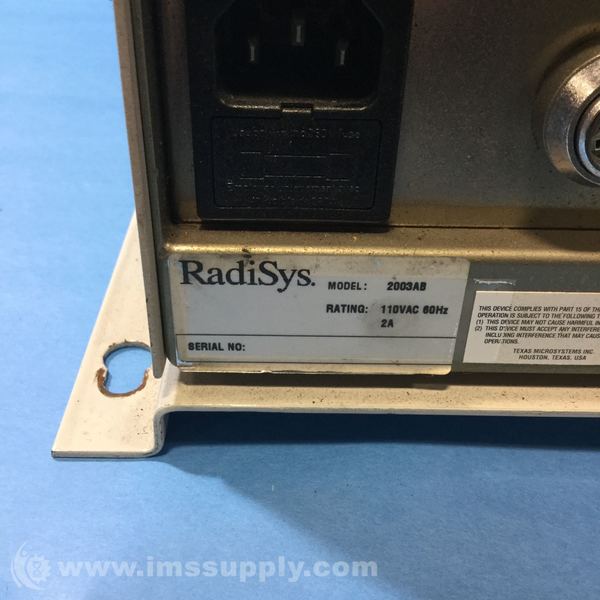 fuse
RadiSys. MODEL: 2003AB
RATING: 110VAC 60Hz
2A
SERIAL NO:
THIS DEVICE COMPLIES WITH PART 15 OF
OPERATION IS SUBJECT TO THE FOLLOWING
(1) THIS DEVICE MAY NOT CAUSE HARMFUL
(2) THIS DEVICE MUST ACCEPT ANY
INCLUDING INTERFERENCE THAT MAY
OPERATIONS.
TEXAS MICROSYSTEMS INC.
HOUSTON, TEXAS, USA
© www.imssupply.com